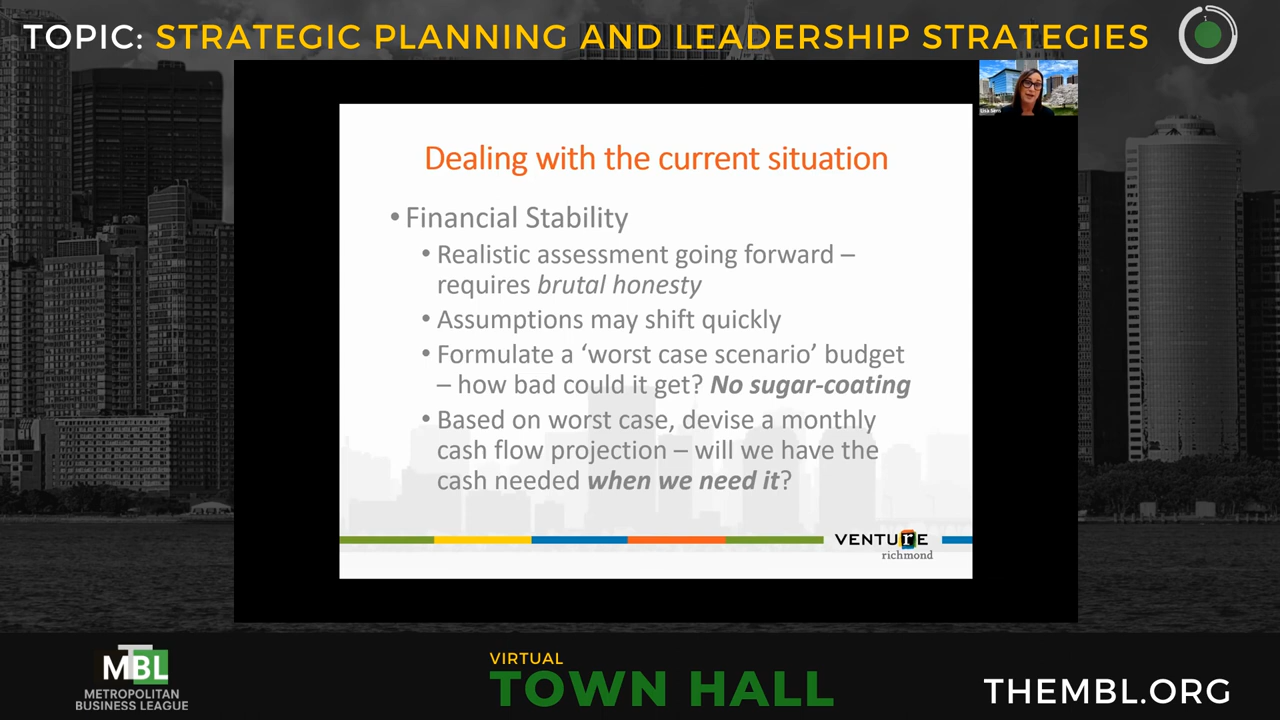 TOPIC: STRATEGIC PLANNING AND LEADERSHIP STRATEGIES
Lisa Sims
Dealing with the current situation
• Financial Stability
• Realistic assessment going forward –
requires brutal honesty
• Assumptions may shift quickly
• Formulate a ‘worst case scenario’ budget
– how bad could it get? No sugar-coating
• Based on worst case, devise a monthly
cash flow projection – will we have the
cash needed when we need it?
VENTURE
richmond
MBL
METROPOLITAN
BUSINESS LEAGUE
VIRTUAL
TOWN HALL
THEMBL.ORG